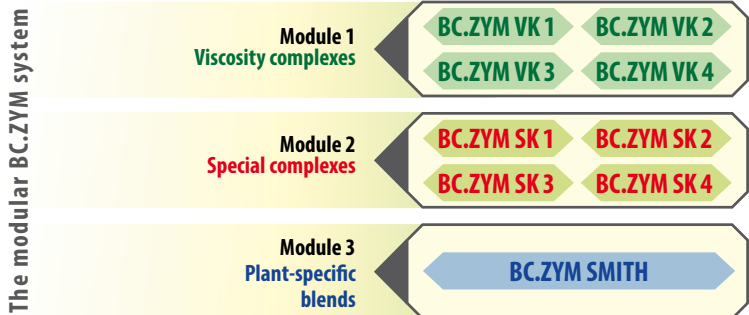 The modular BC.ZYM system
Module 1
Viscosity complexes
BC.ZYM VK 1 BC.ZYM VK 2
BC.ZYM VK 3 BC.ZYM VK 4
Module 2
Special complexes
BC.ZYM SK 1 BC.ZYM SK 2
BC.ZYM SK 3 BC.ZYM SK 4
Module 3
Plant-specific
blends
BC.ZYM SMITH